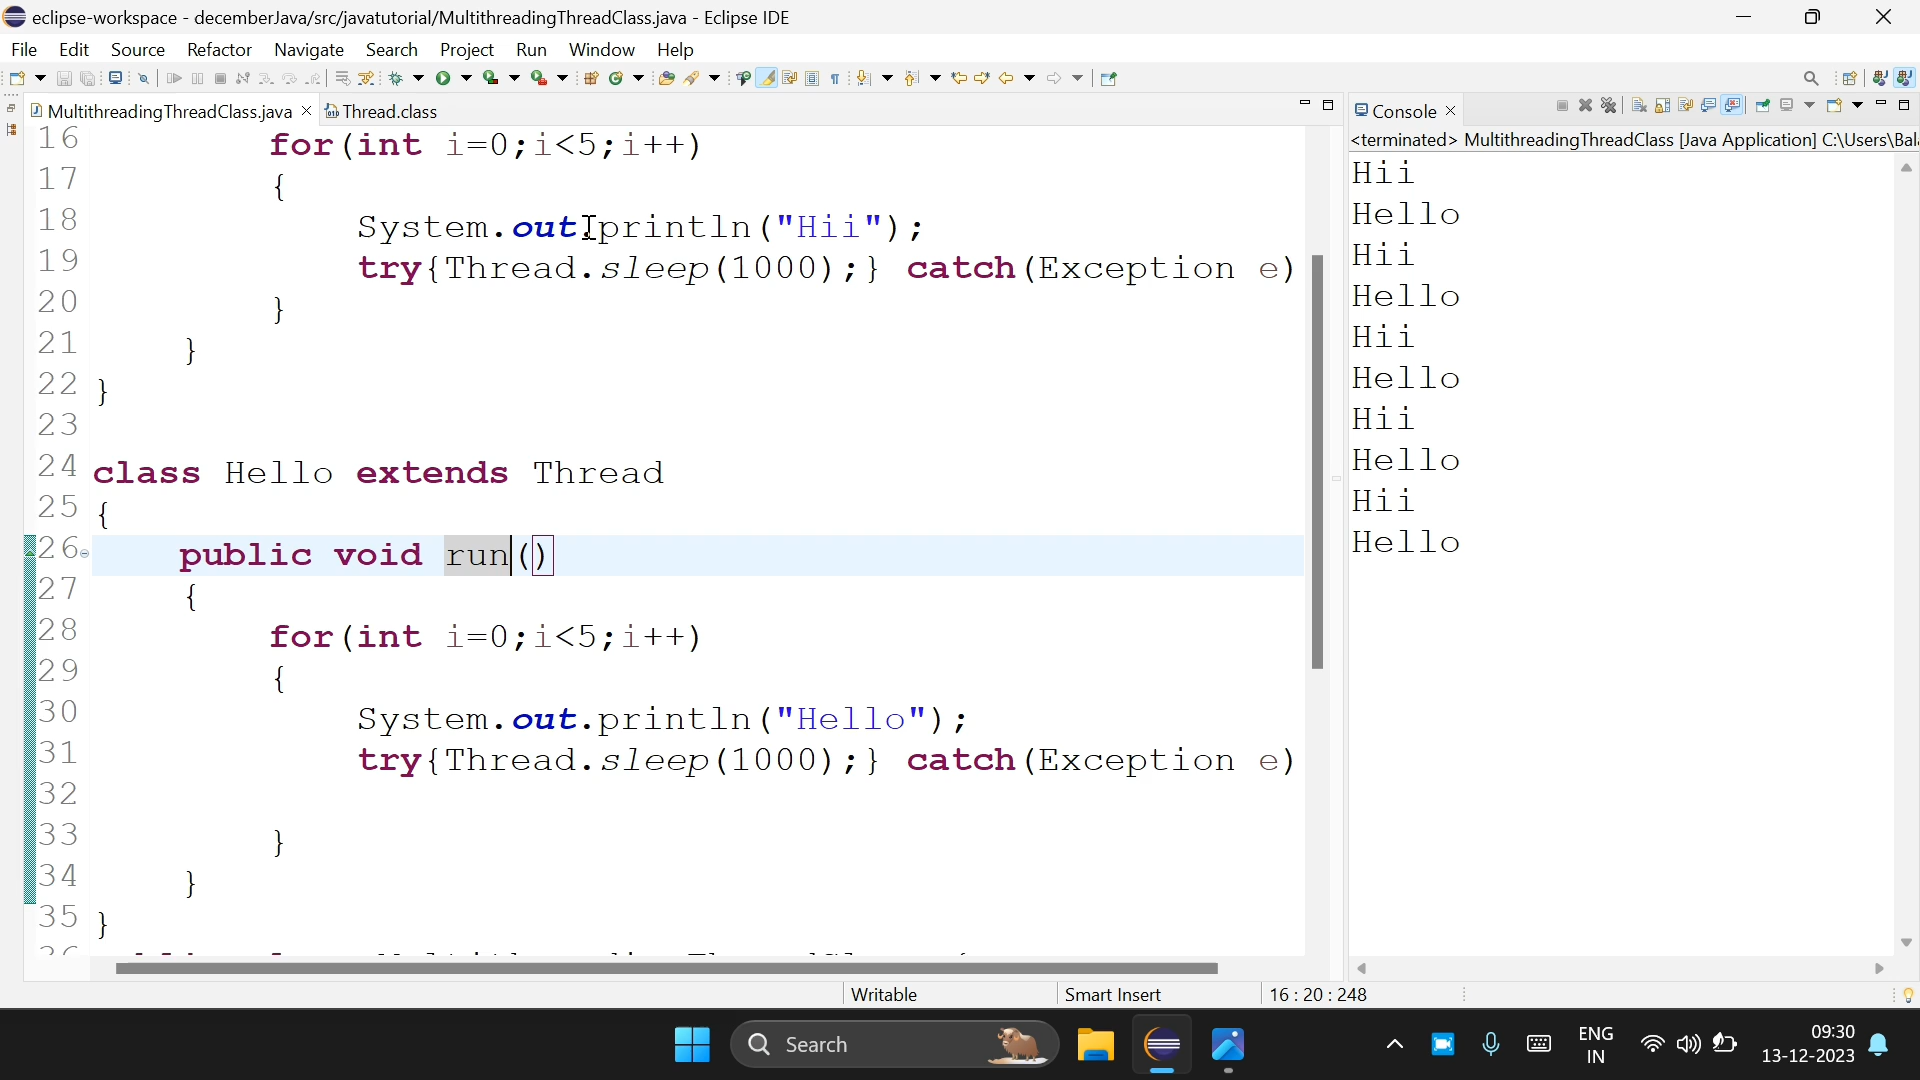 eclipse-workspace - decemberJava/src/javatutorial/MultithreadingThreadClass.java - Eclipse IDE
File Edit Source Refactor Navigate Search Project Run Window Help
MultithreadingThreadClass.java Thread.class
16 for(int i=0;i<5;i++)
17 {
18 System.out.println("Hii");
19 try{Thread.sleep(1000);} catch(Exception e)
20 }
21 }
22 }
23
24 class Hello extends Thread
25 {
26 public void run()
27 {
28 for(int i=0;i<5;i++)
29 {
30 System.out.println("Hello");
31 try{Thread.sleep(1000);} catch(Exception e)
32
33 }
34 }
35 }
Console
<terminated> MultithreadingThreadClass [Java Application] C:\Users\Bal
Hii
Hello
Hii
Hello
Hii
Hello
Hii
Hello
Hii
Hello
Writable Smart Insert 16 : 20 : 248
Search
ENG
IN
09:30
13-12-2023